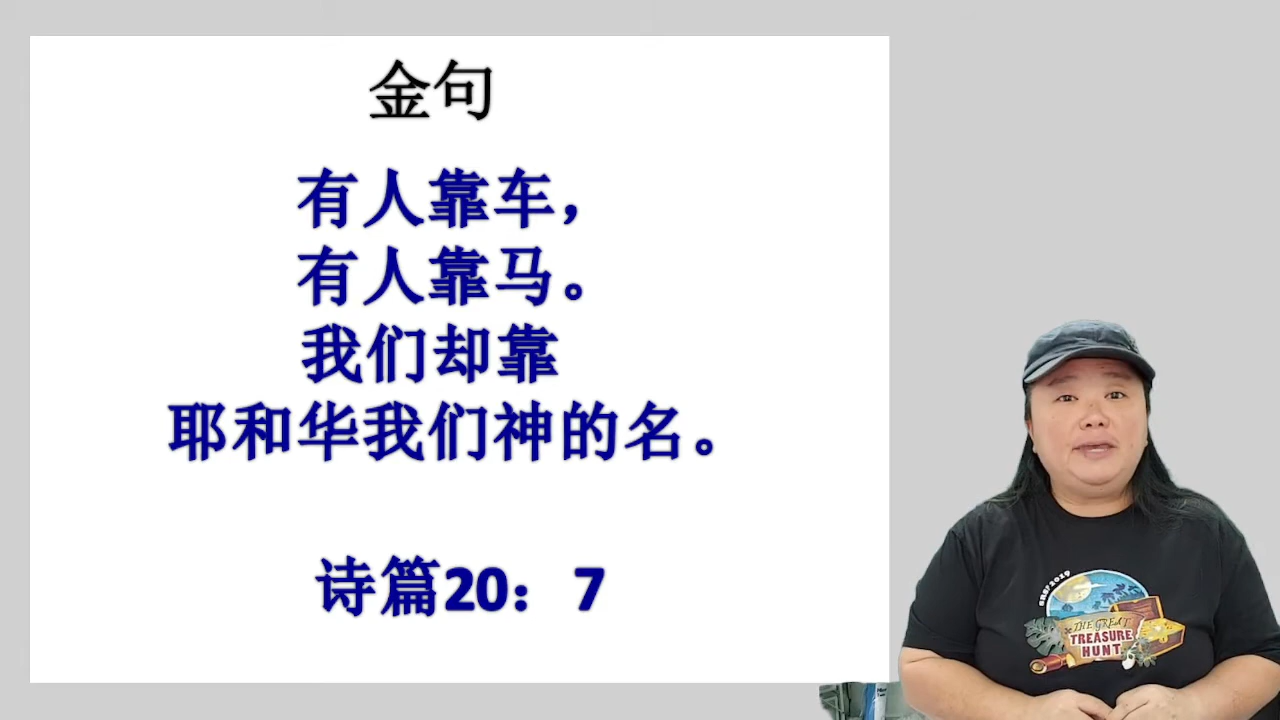 金句
有人靠车，
有人靠马。
我们却靠
耶和华我们神的名。
诗篇20：7
THE GREAT
TREASURE
HUNT